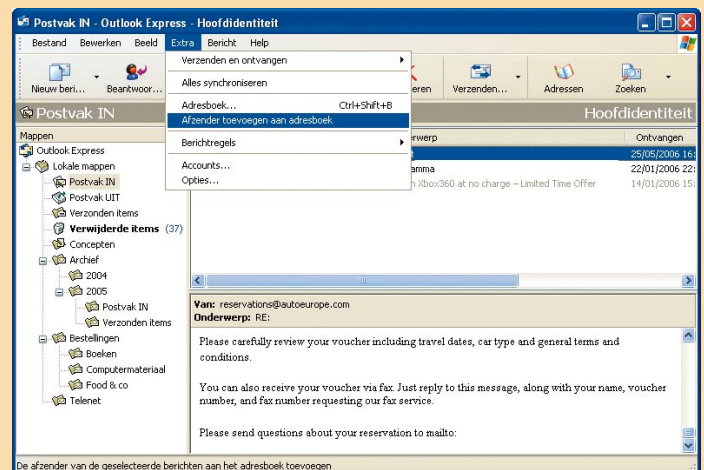 Postvak IN - Outlook Express - Hoofdidentiteit
Bestand Bewerken Beeld Extra Bericht Help
Nieuw beri... Beantwoor... Verzenden... Adressen Zoeken
Verzenden en ontvangen
Alles synchroniseren
Adresboek... Ctrl+Shift+B
Afzender toevoegen aan adresboek
Berichtregels
Accounts...
Opties...
Postvak IN Hoofdidentiteit
Mappen
Ontvangen
Outlook Express 25/05/2006 16:
Lokale mappen 22/01/2006 22:
Xbox360 at no charge – Limited Time Offer 14/01/2006 15:
Postvak IN
Postvak UIT
Verzonden items
Verwijderde items (37)
Concepten
Archief
2004
2005
Postvak IN
Verzonden items
Bestellingen
Boeken
Computermateriaal
Food & co
Telenet
Van: reservations@autoeurope.com
Onderwerp: RE:
Please carefully review your voucher including travel dates, car type and general terms and
conditions.
You can also receive your voucher via fax. Just reply to this message, along with your name, voucher
number, and fax number requesting our fax service.
Please send questions about your reservation to mailto:
De afzender van de geselecteerde berichten aan het adresboek toevoegen